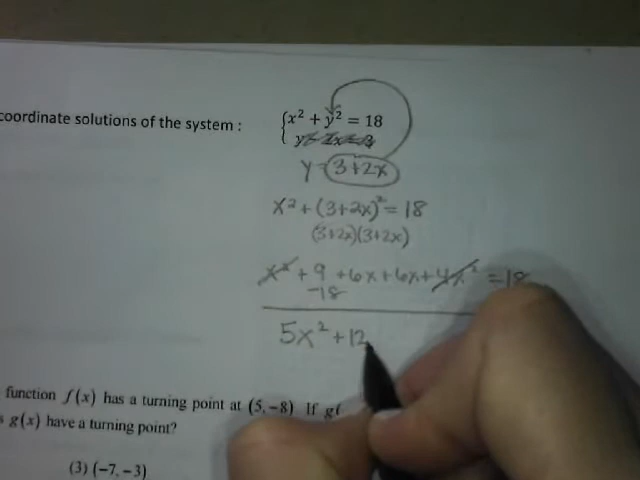 coordinate solutions of the system :
x² + y² = 18
y = 3+2x
x² + (3+2x)² = 18
(3+2x)(3+2x)
x² + 9 + 6x + 6x + 4x² = 18
-18
5x² + 12
function f(x) has a turning point at (5, −8) If g(
g(x) have a turning point?
(3) (−7, −3)